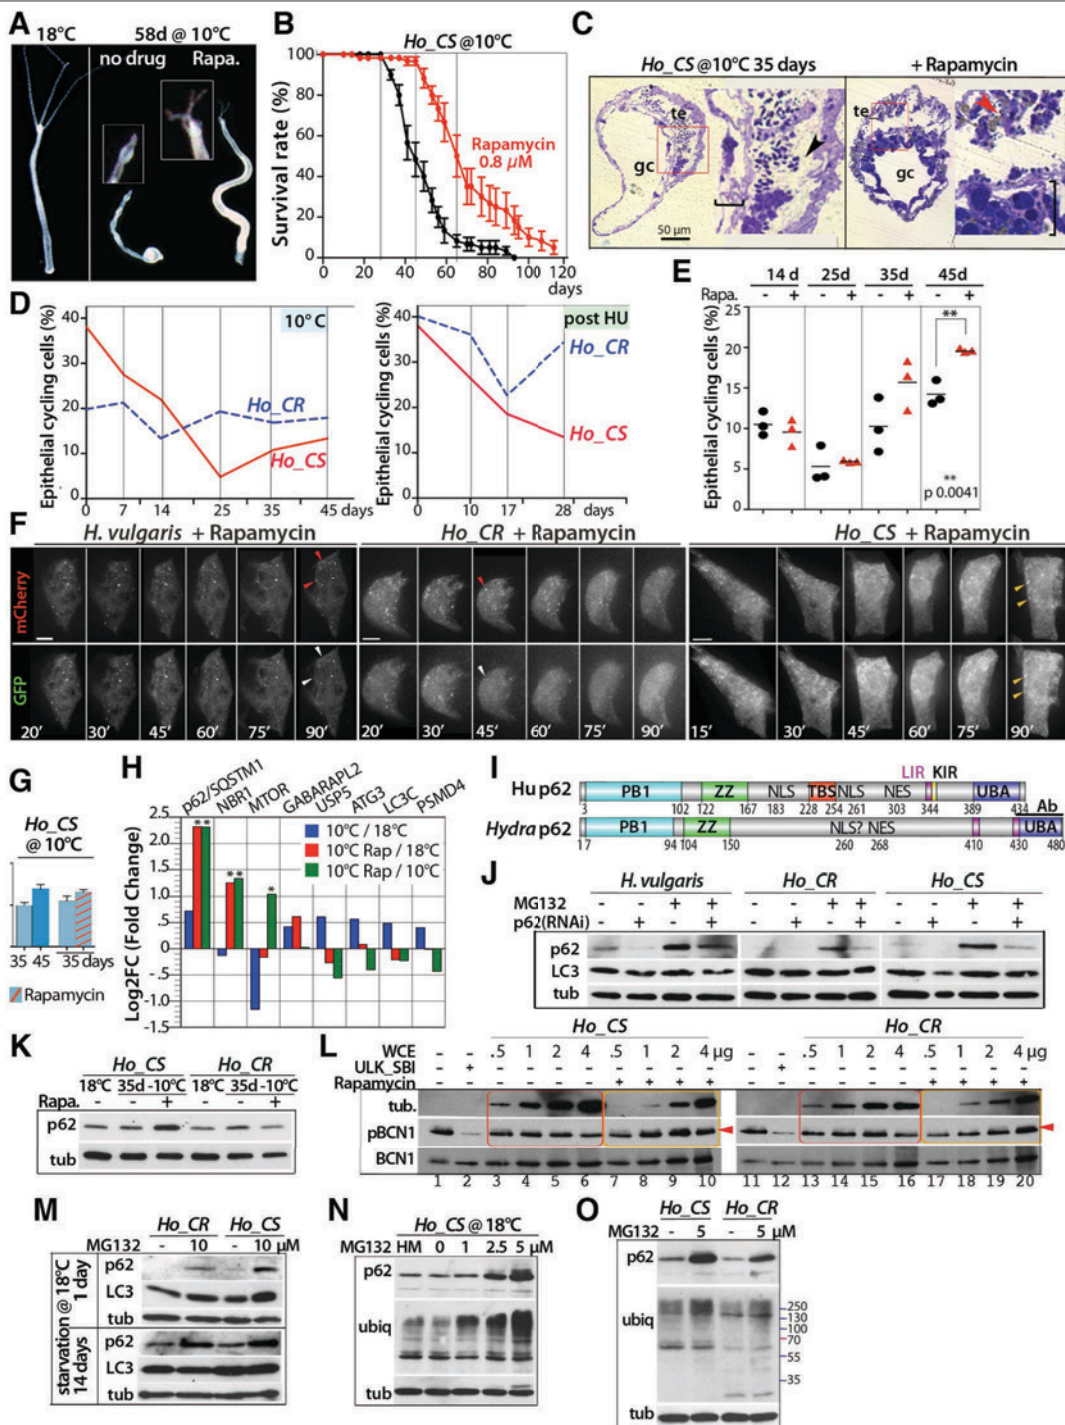 A
18°C
58d @ 10°C
no drug
Rapa.
B
Ho_CS @10°C
Survival rate (%)
100
80
60
40
20
0
Rapamycin
0.8 µM
0 20 40 60 80 100 120
days
C
Ho_CS @10°C 35 days
+ Rapamycin
te
gc
50 µm
te
gc
D
Epithelial cycling cells (%)
40
30
20
10
0
10° C
Ho_CR
Ho_CS
0 7 14 25 35 45 days
Epithelial cycling cells (%)
40
30
20
10
0
post HU
Ho_CR
Ho_CS
0 10 17 28 days
E
14 d 25d 35d 45d
Rapa. - + - + - + - +
Epithelial cycling cells (%)
25
20
15
10
5
0
**
**
p 0.0041
F
H. vulgaris + Rapamycin
Ho_CR + Rapamycin
Ho_CS + Rapamycin
mCherry
GFP
20' 30' 45' 60' 75' 90' 20' 30' 45' 60' 75' 90' 15' 30' 45' 60' 75' 90'
G
Ho_CS
@ 10°C
35 45 35 days
Rapamycin
H
p62/SQSTM1
NBR1
MTOR
GABARAPL2
USP5
ATG3
LC3C
PSMD4
Log2FC (Fold Change)
2.0
1.5
1.0
.5
0
-.5
-1.0
-1.5
* * * * *
10°C / 18°C
10°C Rap / 18°C
10°C Rap / 10°C
I
LIR KIR
Hu p62
PB1 ZZ NLS TBS NLS NES UBA
3 102 122 167 183 228 254 261 303 344 389 434 Ab
Hydra p62
PB1 ZZ NLS? NES UBA
17 94 104 150 260 268 410 430 480
J
H. vulgaris Ho_CR Ho_CS
MG132 - - + + - - + + - - + +
p62(RNAi) - + - + - + - + - + - +
p62
LC3
tub
K
Ho_CS Ho_CR
18°C 35d -10°C 18°C 35d -10°C
Rapa. - - + - - +
p62
tub
L
Ho_CS Ho_CR
WCE - - .5 1 2 4 .5 1 2 4 µg - - .5 1 2 4 .5 1 2 4 µg
ULK_SBI - + - - - - - - - - - + - - - - - - - -
Rapamycin - - - - - - + + + + - - - - - - + + + +
tub.
pBCN1
BCN1
1 2 3 4 5 6 7 8 9 10 11 12 13 14 15 16 17 18 19 20
M
Ho_CR Ho_CS
MG132 - 10 - 10 µM
starvation @ 18°C
1 day
p62
LC3
tub
14 days
p62
LC3
tub
N
Ho_CS @ 18°C
MG132 HM 0 1 2.5 5 µM
p62
ubiq
tub
O
Ho_CS Ho_CR
MG132 - 5 - 5 µM
p62
ubiq
250
130
100
70
55
35
tub